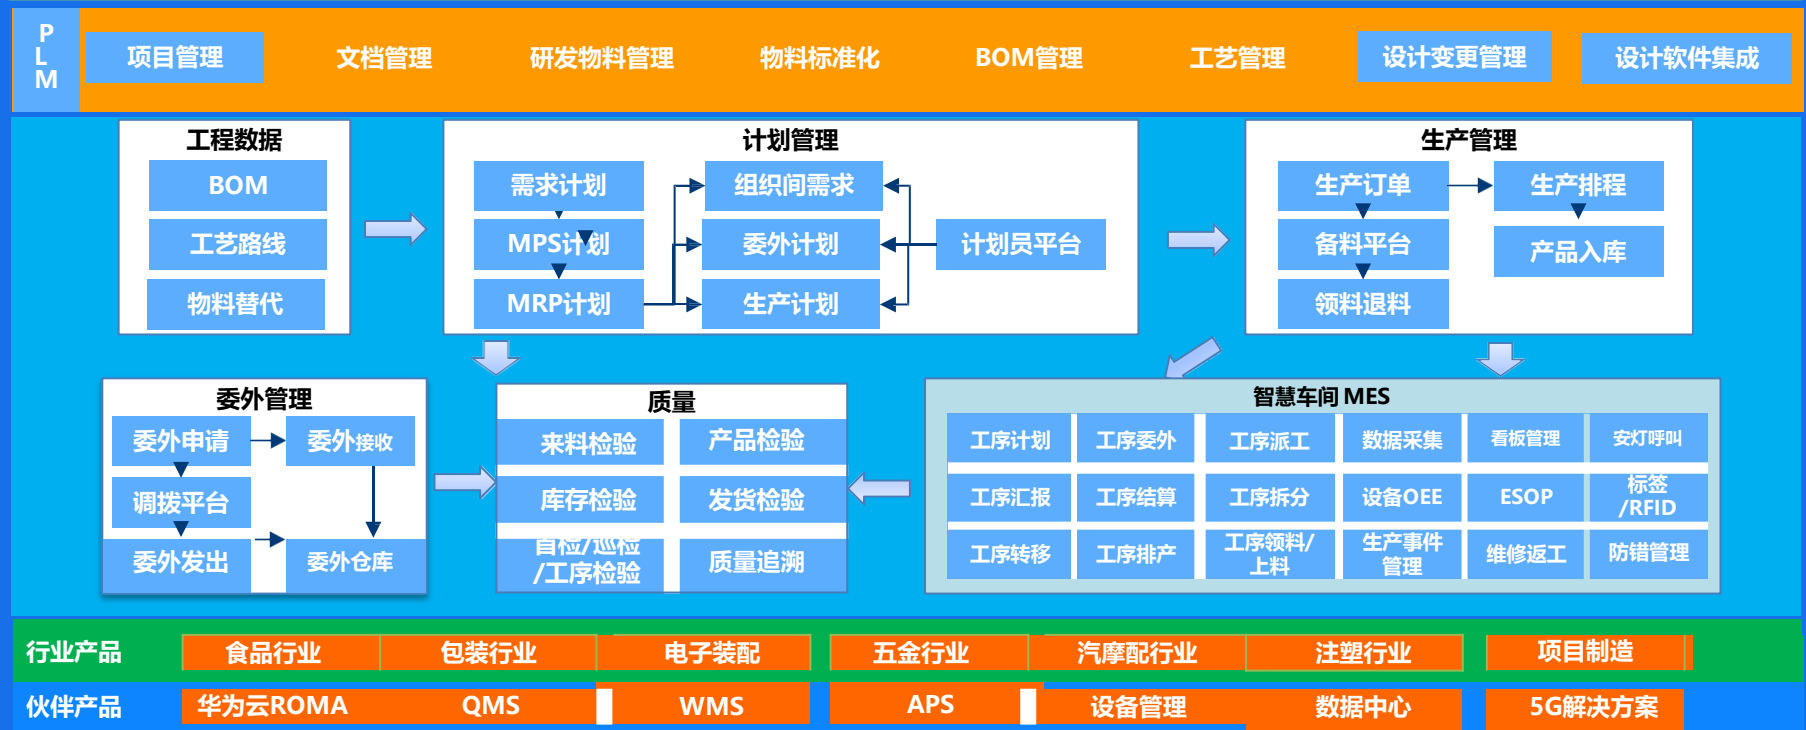 PLM
项目管理
文档管理
研发物料管理
物料标准化
BOM管理
工艺管理
设计变更管理
设计软件集成
工程数据
BOM
工艺路线
物料替代
计划管理
需求计划
MPS计划
MRP计划
组织间需求
委外计划
生产计划
计划员平台
生产管理
生产订单
备料平台
领料退料
生产排程
产品入库
委外管理
委外申请
委外接收
调拨平台
委外发出
委外仓库
质量
来料检验
产品检验
库存检验
发货检验
首检/巡检
/工序检验
质量追溯
智慧车间 MES
工序计划
工序委外
工序派工
数据采集
看板管理
安灯呼叫
工序汇报
工序结算
工序拆分
设备OEE
ESOP
标签
/RFID
工序转移
工序排产
工序领料/
上料
生产事件
管理
维修返工
防错管理
行业产品
食品行业
包装行业
电子装配
五金行业
汽摩配行业
注塑行业
项目制造
伙伴产品
华为云ROMA
QMS
WMS
APS
设备管理
数据中心
5G解决方案